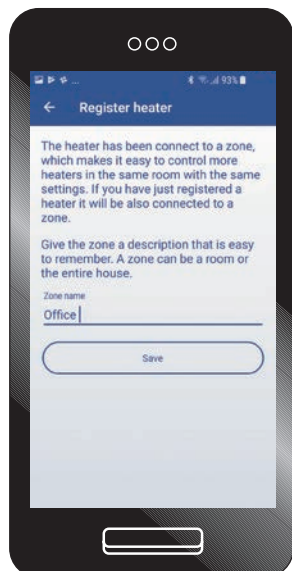 93%
Register heater
The heater has been connect to a zone,
which makes it easy to control more
heaters in the same room with the same
settings. If you have just registered a
heater it will be also connected to a
zone.
Give the zone a description that is easy
to remember. A zone can be a room or
the entire house.
Zone name
Office
Save